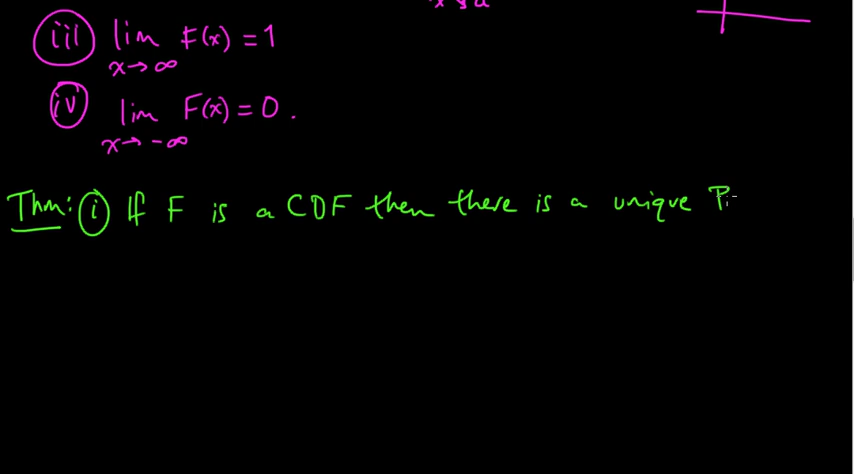 (iii) lim F(x) = 1
x→∞
(iv) lim F(x) = 0.
x→-∞
Thm: (i) If F is a CDF then there is a unique